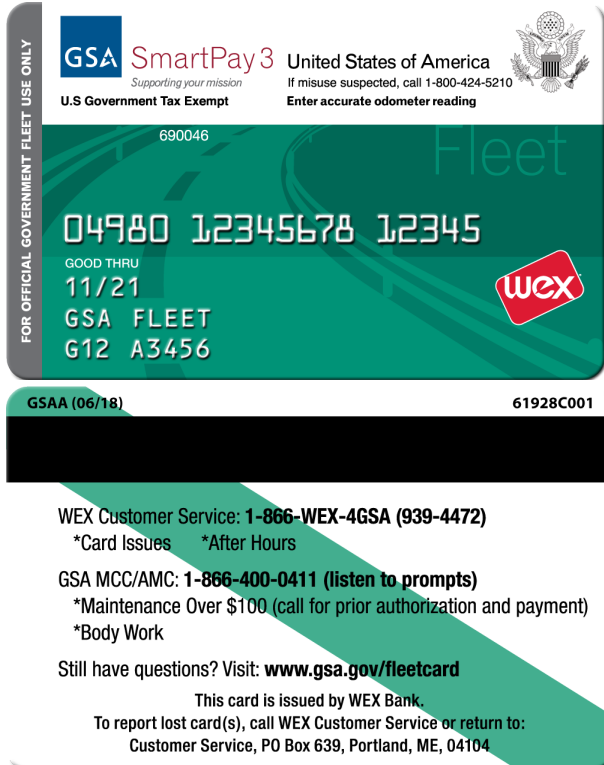 FOR OFFICIAL GOVERNMENT FLEET USE ONLY
GSA SmartPay 3
Supporting your mission
U.S Government Tax Exempt
United States of America
If misuse suspected, call 1-800-424-5210
Enter accurate odometer reading
690046
Fleet
04980 12345678 12345
GOOD THRU
11/21
GSA FLEET
G12 A3456
wex
GSAA (06/18) 61928C001
WEX Customer Service: 1-866-WEX-4GSA (939-4472)
*Card Issues *After Hours
GSA MCC/AMC: 1-866-400-0411 (listen to prompts)
*Maintenance Over $100 (call for prior authorization and payment)
*Body Work
Still have questions? Visit: www.gsa.gov/fleetcard
This card is issued by WEX Bank.
To report lost card(s), call WEX Customer Service or return to:
Customer Service, PO Box 639, Portland, ME, 04104